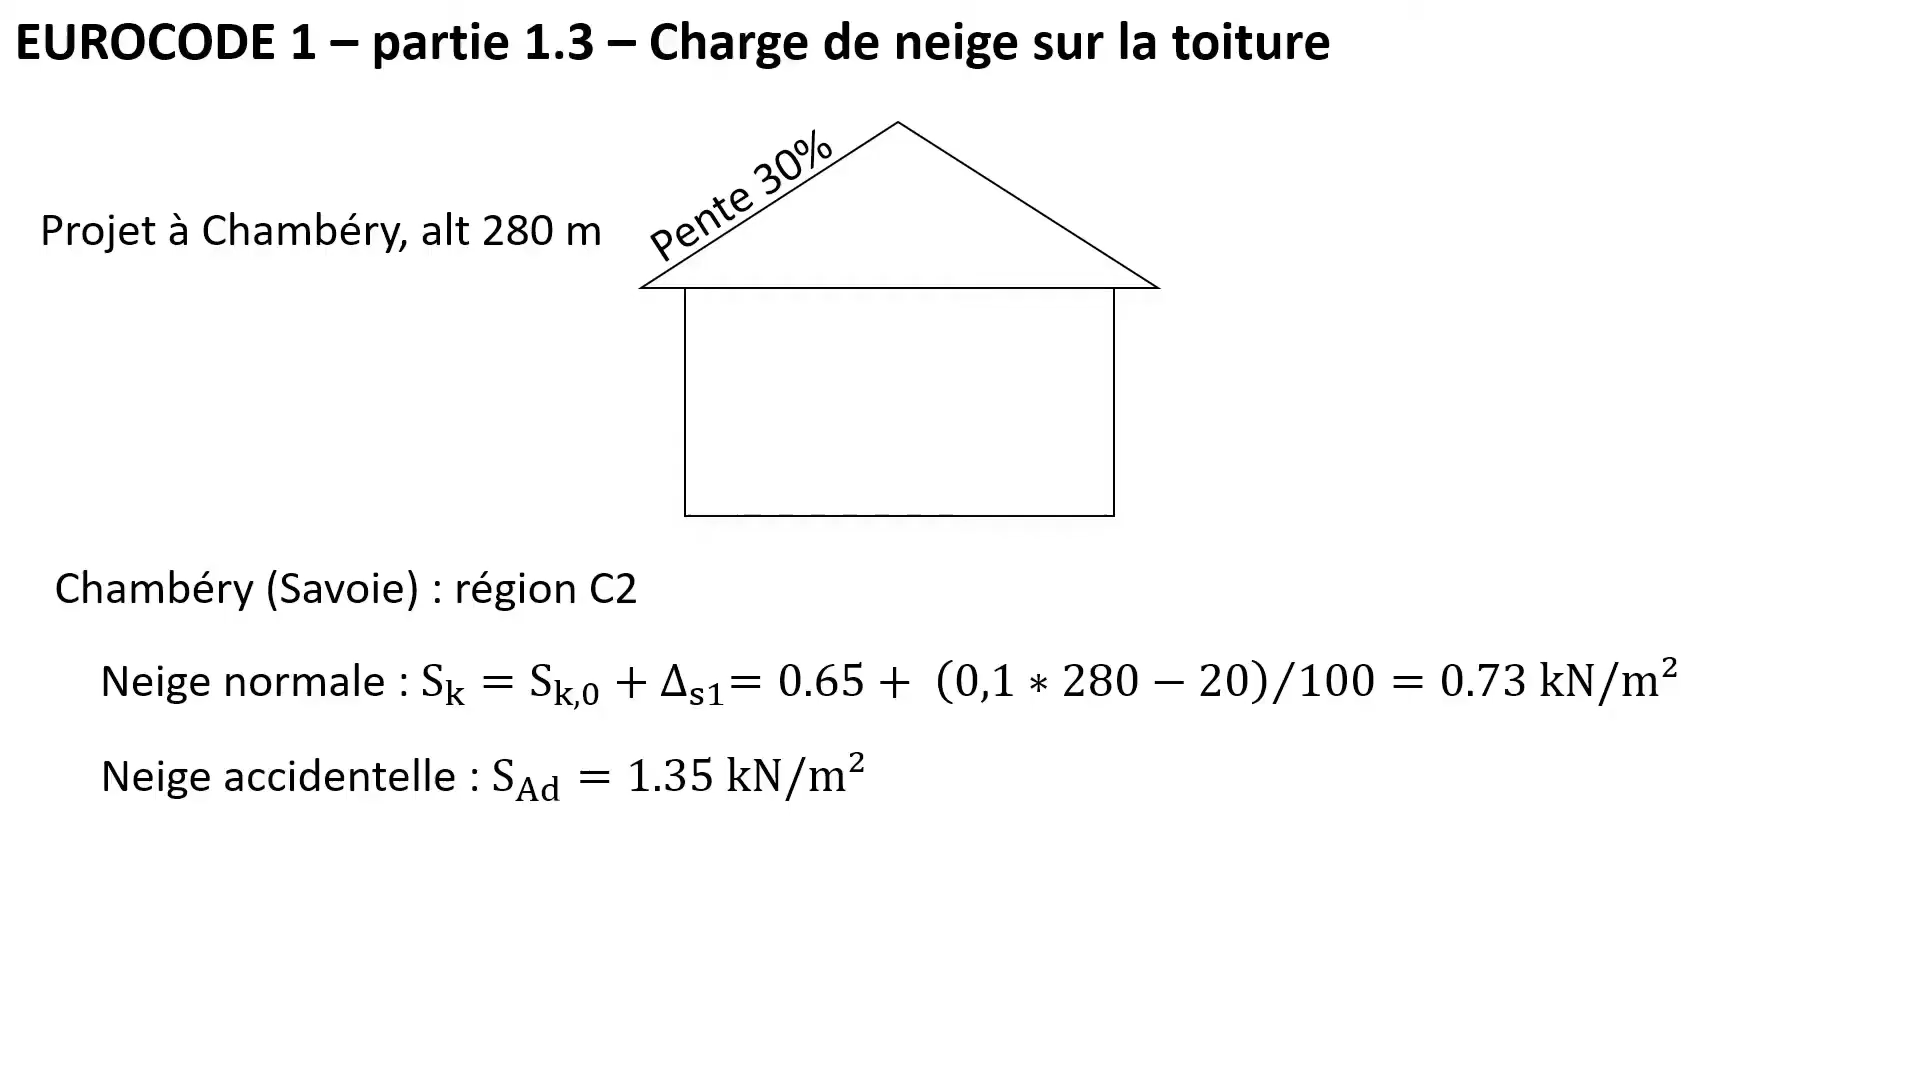 EUROCODE 1 – partie 1.3 – Charge de neige sur la toiture
Pente 30%
Projet à Chambéry, alt 280 m
Chambéry (Savoie) : région C2
Neige normale : Sk = Sk,0 + Δs1= 0.65 + (0,1 ∗ 280 − 20)/100 = 0.73 kN/m²
Neige accidentelle : SAd = 1.35 kN/m²